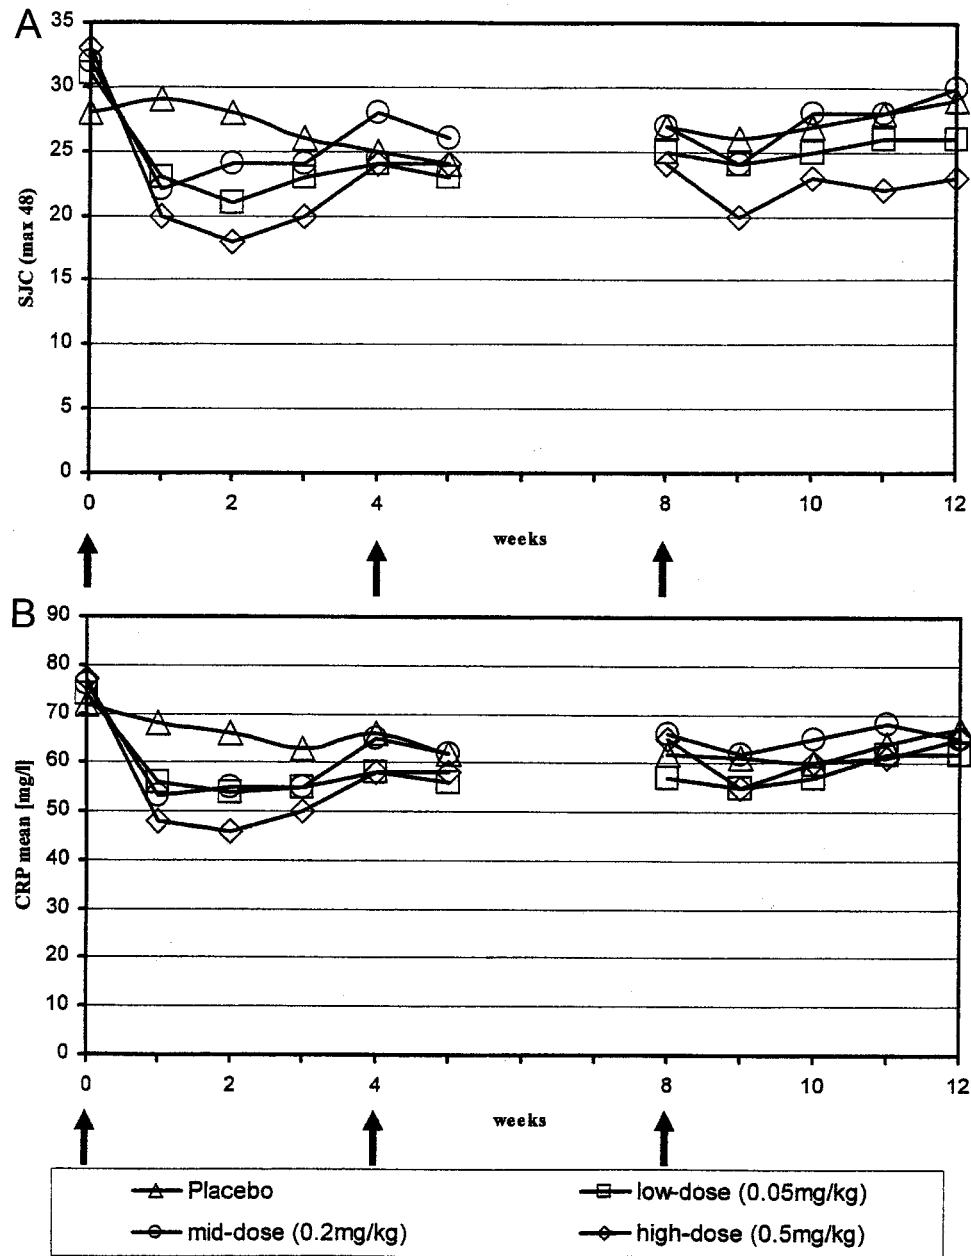 A
35
30
25
20
15
10
5
0
SJC (max 48)
0 2 4 8 10 12
weeks
B
90
80
70
60
50
40
30
20
10
0
CRP mean [mg/l]
0 2 4 8 10 12
weeks
Placebo low-dose (0.05mg/kg)
mid-dose (0.2mg/kg) high-dose (0.5mg/kg)